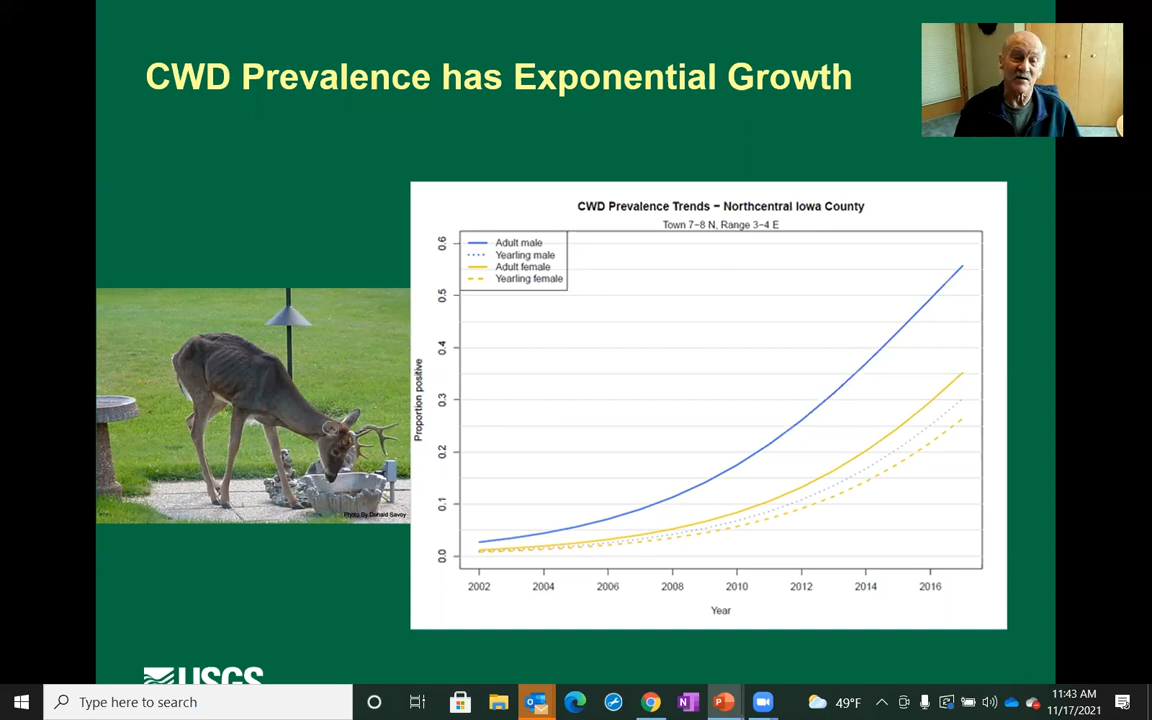 CWD Prevalence has Exponential Growth
CWD Prevalence Trends − Northcentral Iowa County
Town 7−8 N, Range 3−4 E
Adult male
Yearling male
Adult female
Yearling female
Proportion positive
0.6
0.5
0.4
0.3
0.2
0.1
0.0
2002 2004 2006 2008 2010 2012 2014 2016
Year
Photo By Donald Savoy
USGS
Type here to search
49°F
11:43 AM
11/17/2021